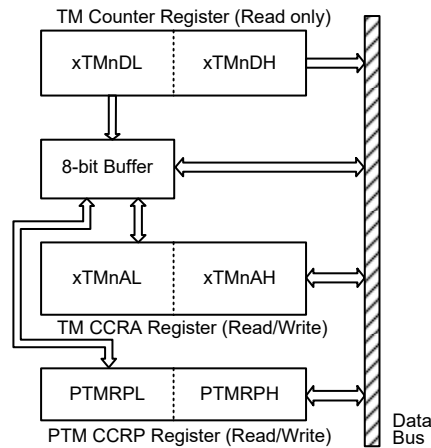 TM Counter Register (Read only)
xTMnDL
xTMnDH
8-bit Buffer
xTMnAL
xTMnAH
TM CCRA Register (Read/Write)
PTMRPL
PTMRPH
PTM CCRP Register (Read/Write)
Data
Bus